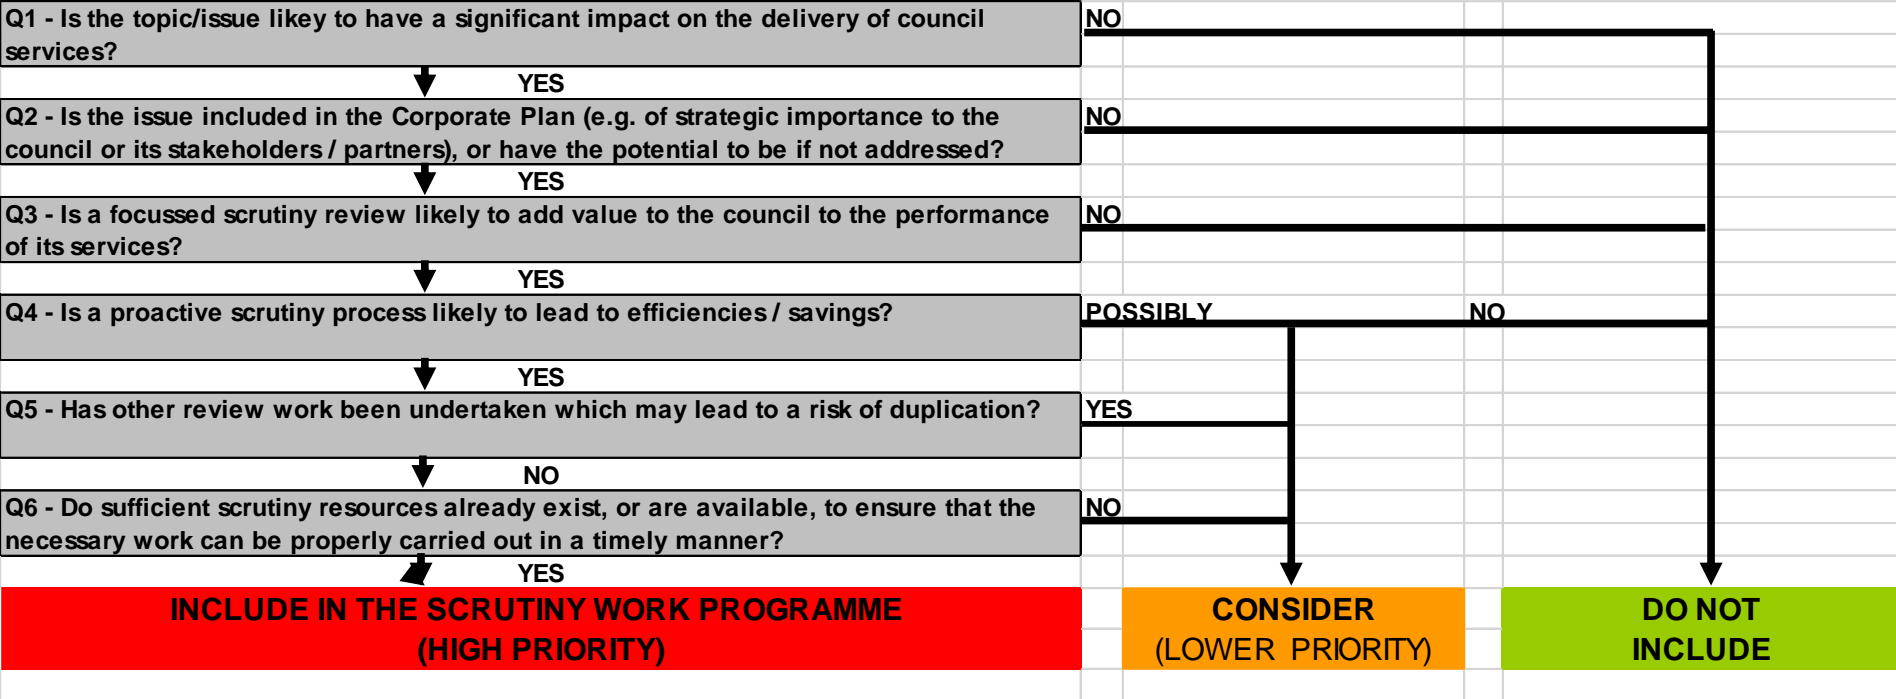 Q1 - Is the topic/issue likey to have a significant impact on the delivery of council
services?
NO
YES
Q2 - Is the issue included in the Corporate Plan (e.g. of strategic importance to the
council or its stakeholders / partners), or have the potential to be if not addressed?
NO
YES
Q3 - Is a focussed scrutiny review likely to add value to the council to the performance
of its services?
NO
YES
Q4 - Is a proactive scrutiny process likely to lead to efficiencies / savings?
POSSIBLY
NO
YES
Q5 - Has other review work been undertaken which may lead to a risk of duplication?
YES
NO
Q6 - Do sufficient scrutiny resources already exist, or are available, to ensure that the
necessary work can be properly carried out in a timely manner?
NO
YES
INCLUDE IN THE SCRUTINY WORK PROGRAMME
(HIGH PRIORITY)
CONSIDER
(LOWER PRIORITY)
DO NOT
INCLUDE